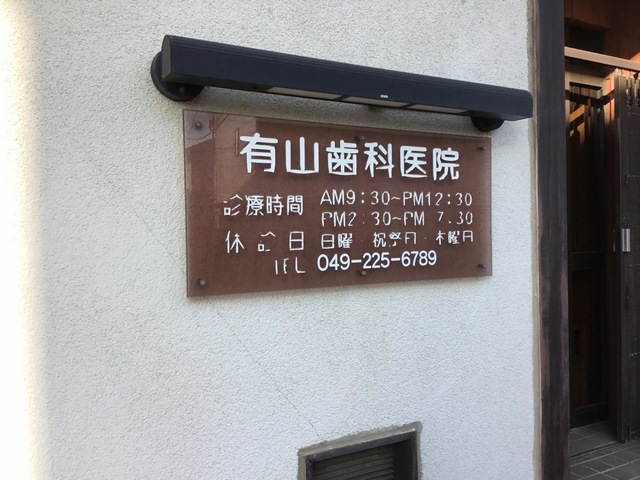 有山歯科医院
診療時間 AM9:30~PM12:30
PM2:30~PM 7.30
休診日 日曜・祝祭日・木曜日
TEL 049-225-6789